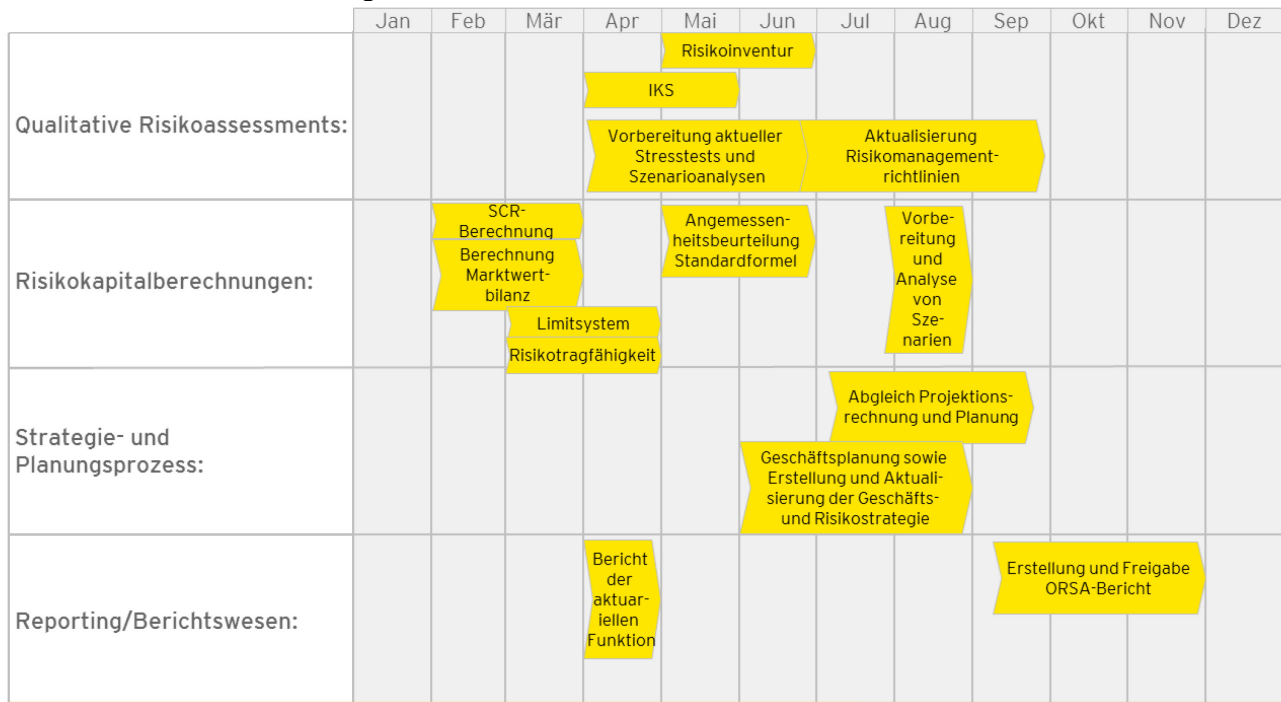 Jan Feb Mär Apr Mai Jun Jul Aug Sep Okt Nov Dez
Qualitative Risikoassessments:
Risikoinventur
IKS
Vorbereitung aktueller
Stresstests und
Szenarioanalysen
Aktualisierung
Risikomanagement-
richtlinien
Risikokapitalberechnungen:
SCR-
Berechnung
Berechnung
Marktwert-
bilanz
Limitsystem
Risikotragfähigkeit
Angemessen-
heitsbeurteilung
Standardformel
Vorbe-
reitung
und
Analyse
von
Sze-
narien
Strategie- und
Planungsprozess:
Abgleich Projektions-
rechnung und Planung
Geschäftsplanung sowie
Erstellung und Aktuali-
sierung der Geschäfts-
und Risikostrategie
Reporting/Berichtswesen:
Bericht
der
aktuar-
iellen
Funktion
Erstellung und Freigabe
ORSA-Bericht